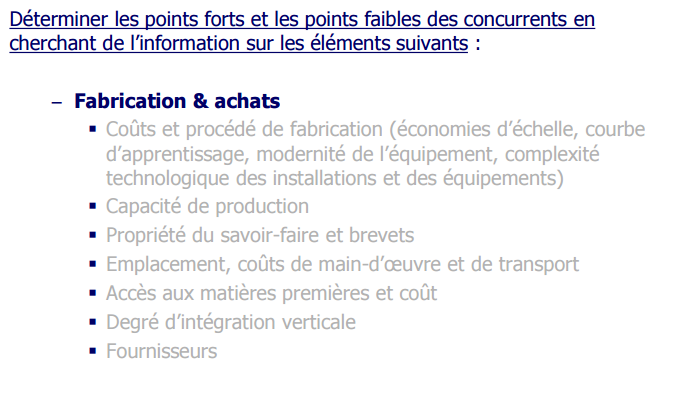 Déterminer les points forts et les points faibles des concurrents en
cherchant de l’information sur les éléments suivants :
– Fabrication & achats
▪ Coûts et procédé de fabrication (économies d’échelle, courbe
d’apprentissage, modernité de l’équipement, complexité
technologique des installations et des équipements)
▪ Capacité de production
▪ Propriété du savoir-faire et brevets
▪ Emplacement, coûts de main-d’œuvre et de transport
▪ Accès aux matières premières et coût
▪ Degré d’intégration verticale
▪ Fournisseurs